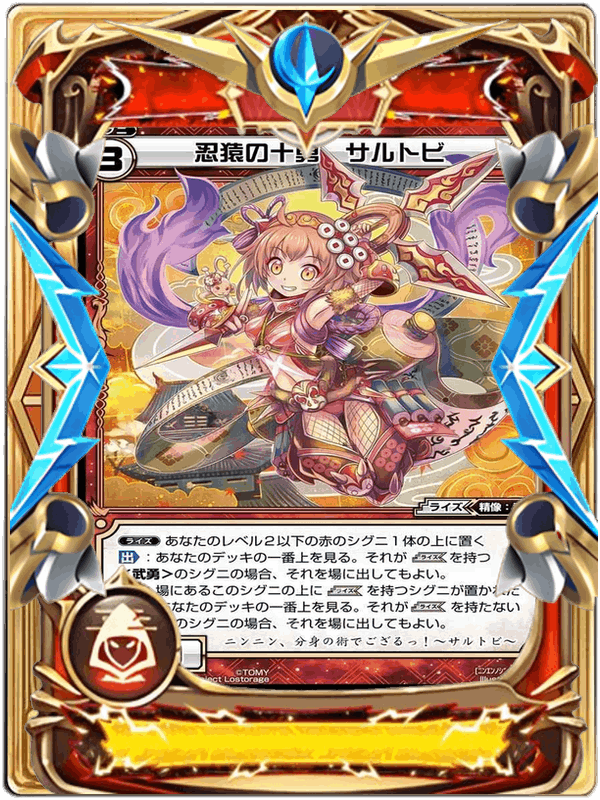 3
忍猿の十勇 サルトビ
ライズ 精像:
ライズ あなたのレベル2以下の赤のシグニ1体の上に置く
出:あなたのデッキの一番上を見る。それが ライズ を持つ
武勇>のシグニの場合、それを場に出してもよい。
場にあるこのシグニの上に ライズ を持つシグニが置かれた
なたのデッキの一番上を見る。それが ライズ を持たない
のシグニの場合、それを場に出してもよい。
ニンニン、分身の術でござるっ!~サルトビ~
©TOMY
ject Lostorage
Illus